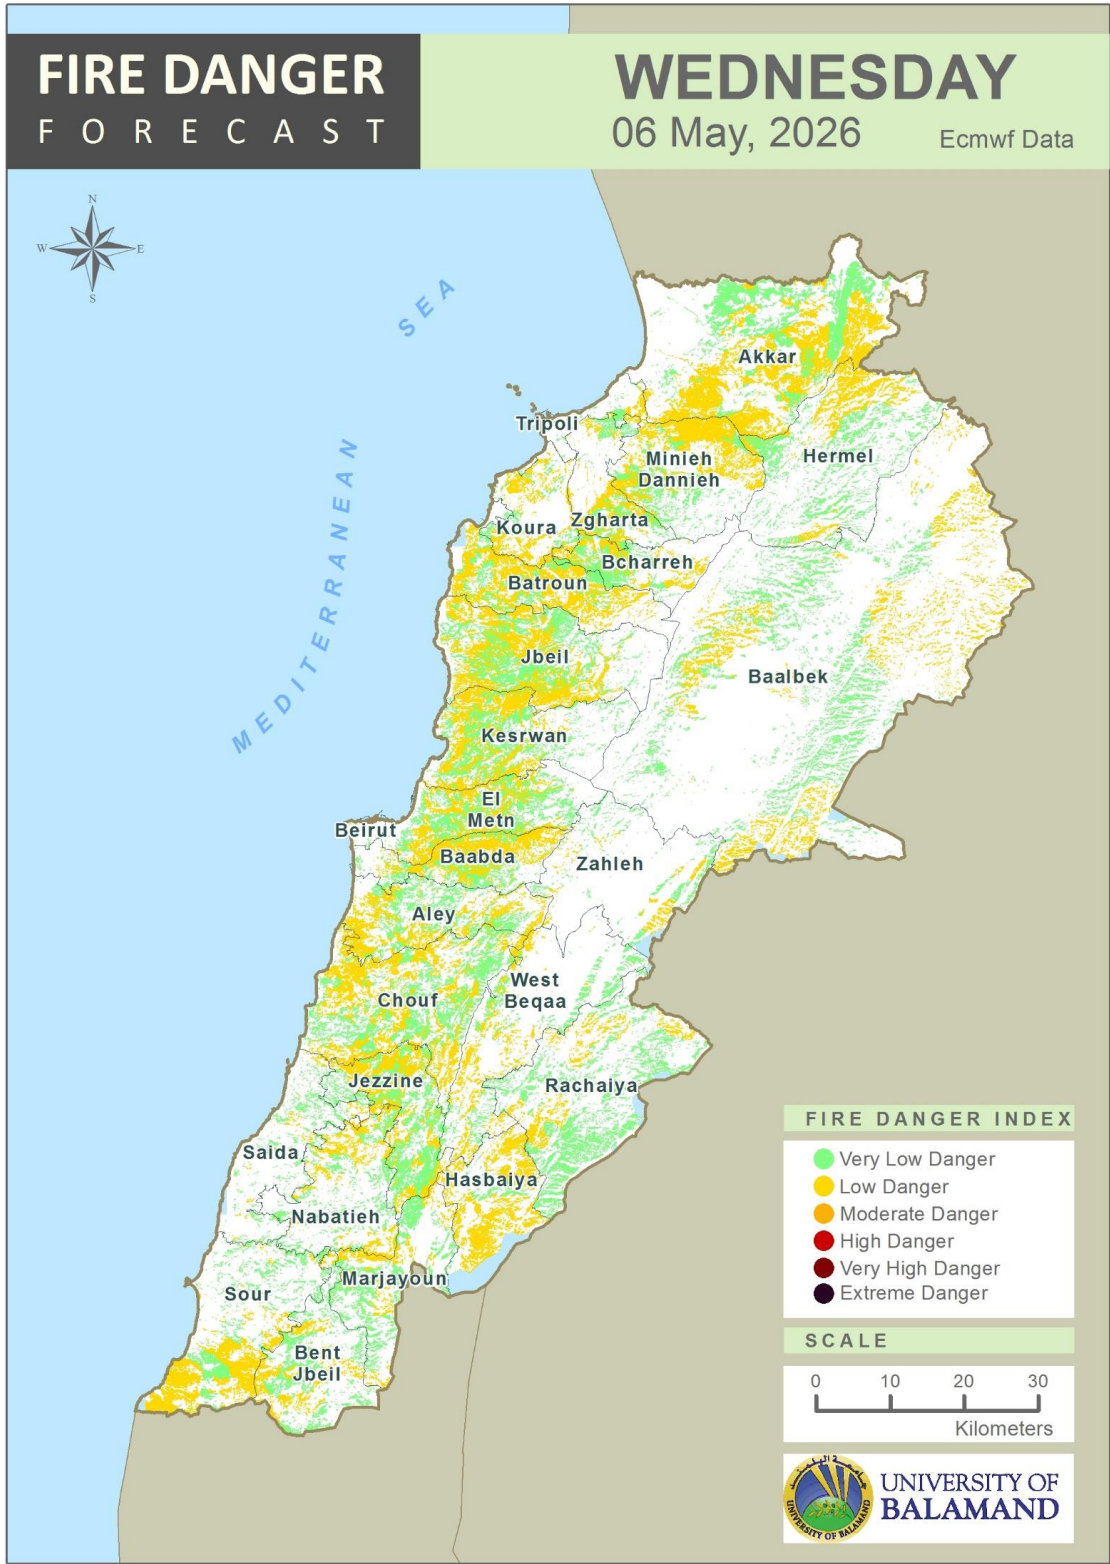 FIRE DANGER
FORECAST
WEDNESDAY
06 May, 2026
Ecmwf Data
N
W
E
S
SEA
MEDITERRANEAN
Akkar
Tripoli
Minieh
Dannieh
Hermel
Koura
Zgharta
Bcharreh
Batroun
Jbeil
Baalbek
Kesrwan
El
Metn
Beirut
Baabda
Zahleh
Aley
West
Beqaa
Chouf
Jezzine
Rachaiya
Saida
Hasbaiya
Nabatieh
Marjayoun
Sour
Bent
Jbeil
FIRE DANGER INDEX
Very Low Danger
Low Danger
Moderate Danger
High Danger
Very High Danger
Extreme Danger
SCALE
0 10 20 30
Kilometers
UNIVERSITY OF BALAMAND
UNIVERSITY OF
BALAMAND